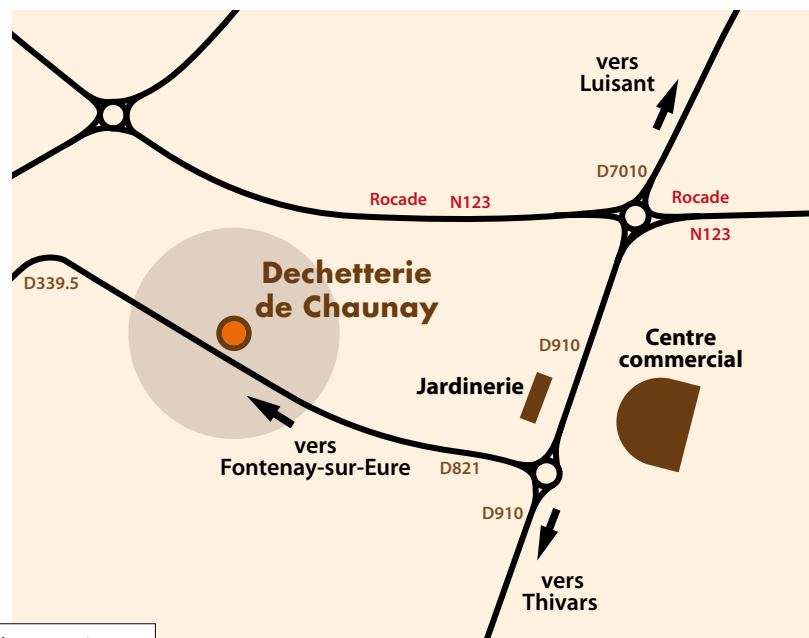 vers
Luisant
D7010
Rocade N123
Rocade
N123
D339.5
Dechetterie
de Chaunay
D910
Centre
commercial
Jardinerie
vers
Fontenay-sur-Eure
D821
D910
vers
Thivars